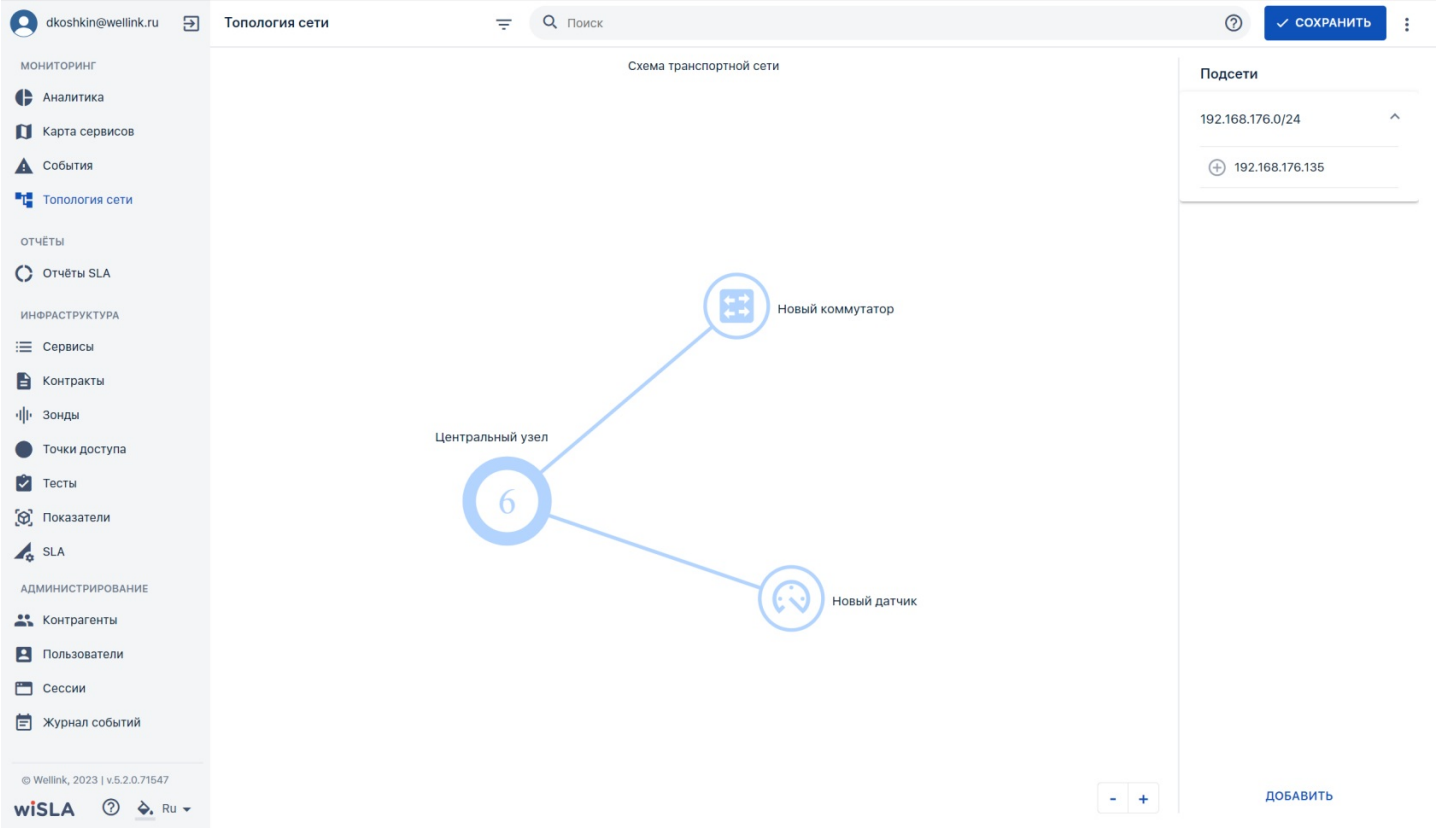 dkoshkin@wellink.ru
Топология сети
Поиск
СОХРАНИТЬ
МОНИТОРИНГ
Аналитика
Карта сервисов
События
Топология сети
ОТЧЁТЫ
Отчёты SLA
ИНФРАСТРУКТУРА
Сервисы
Контракты
Зонды
Точки доступа
Тесты
Показатели
SLA
АДМИНИСТРИРОВАНИЕ
Контрагенты
Пользователи
Сессии
Журнал событий
© Wellink, 2023 | v.5.2.0.71547
wiSLA
Ru
Схема транспортной сети
Новый коммутатор
Центральный узел
6
Новый датчик
- +
Подсети
192.168.176.0/24
192.168.176.135
ДОБАВИТЬ